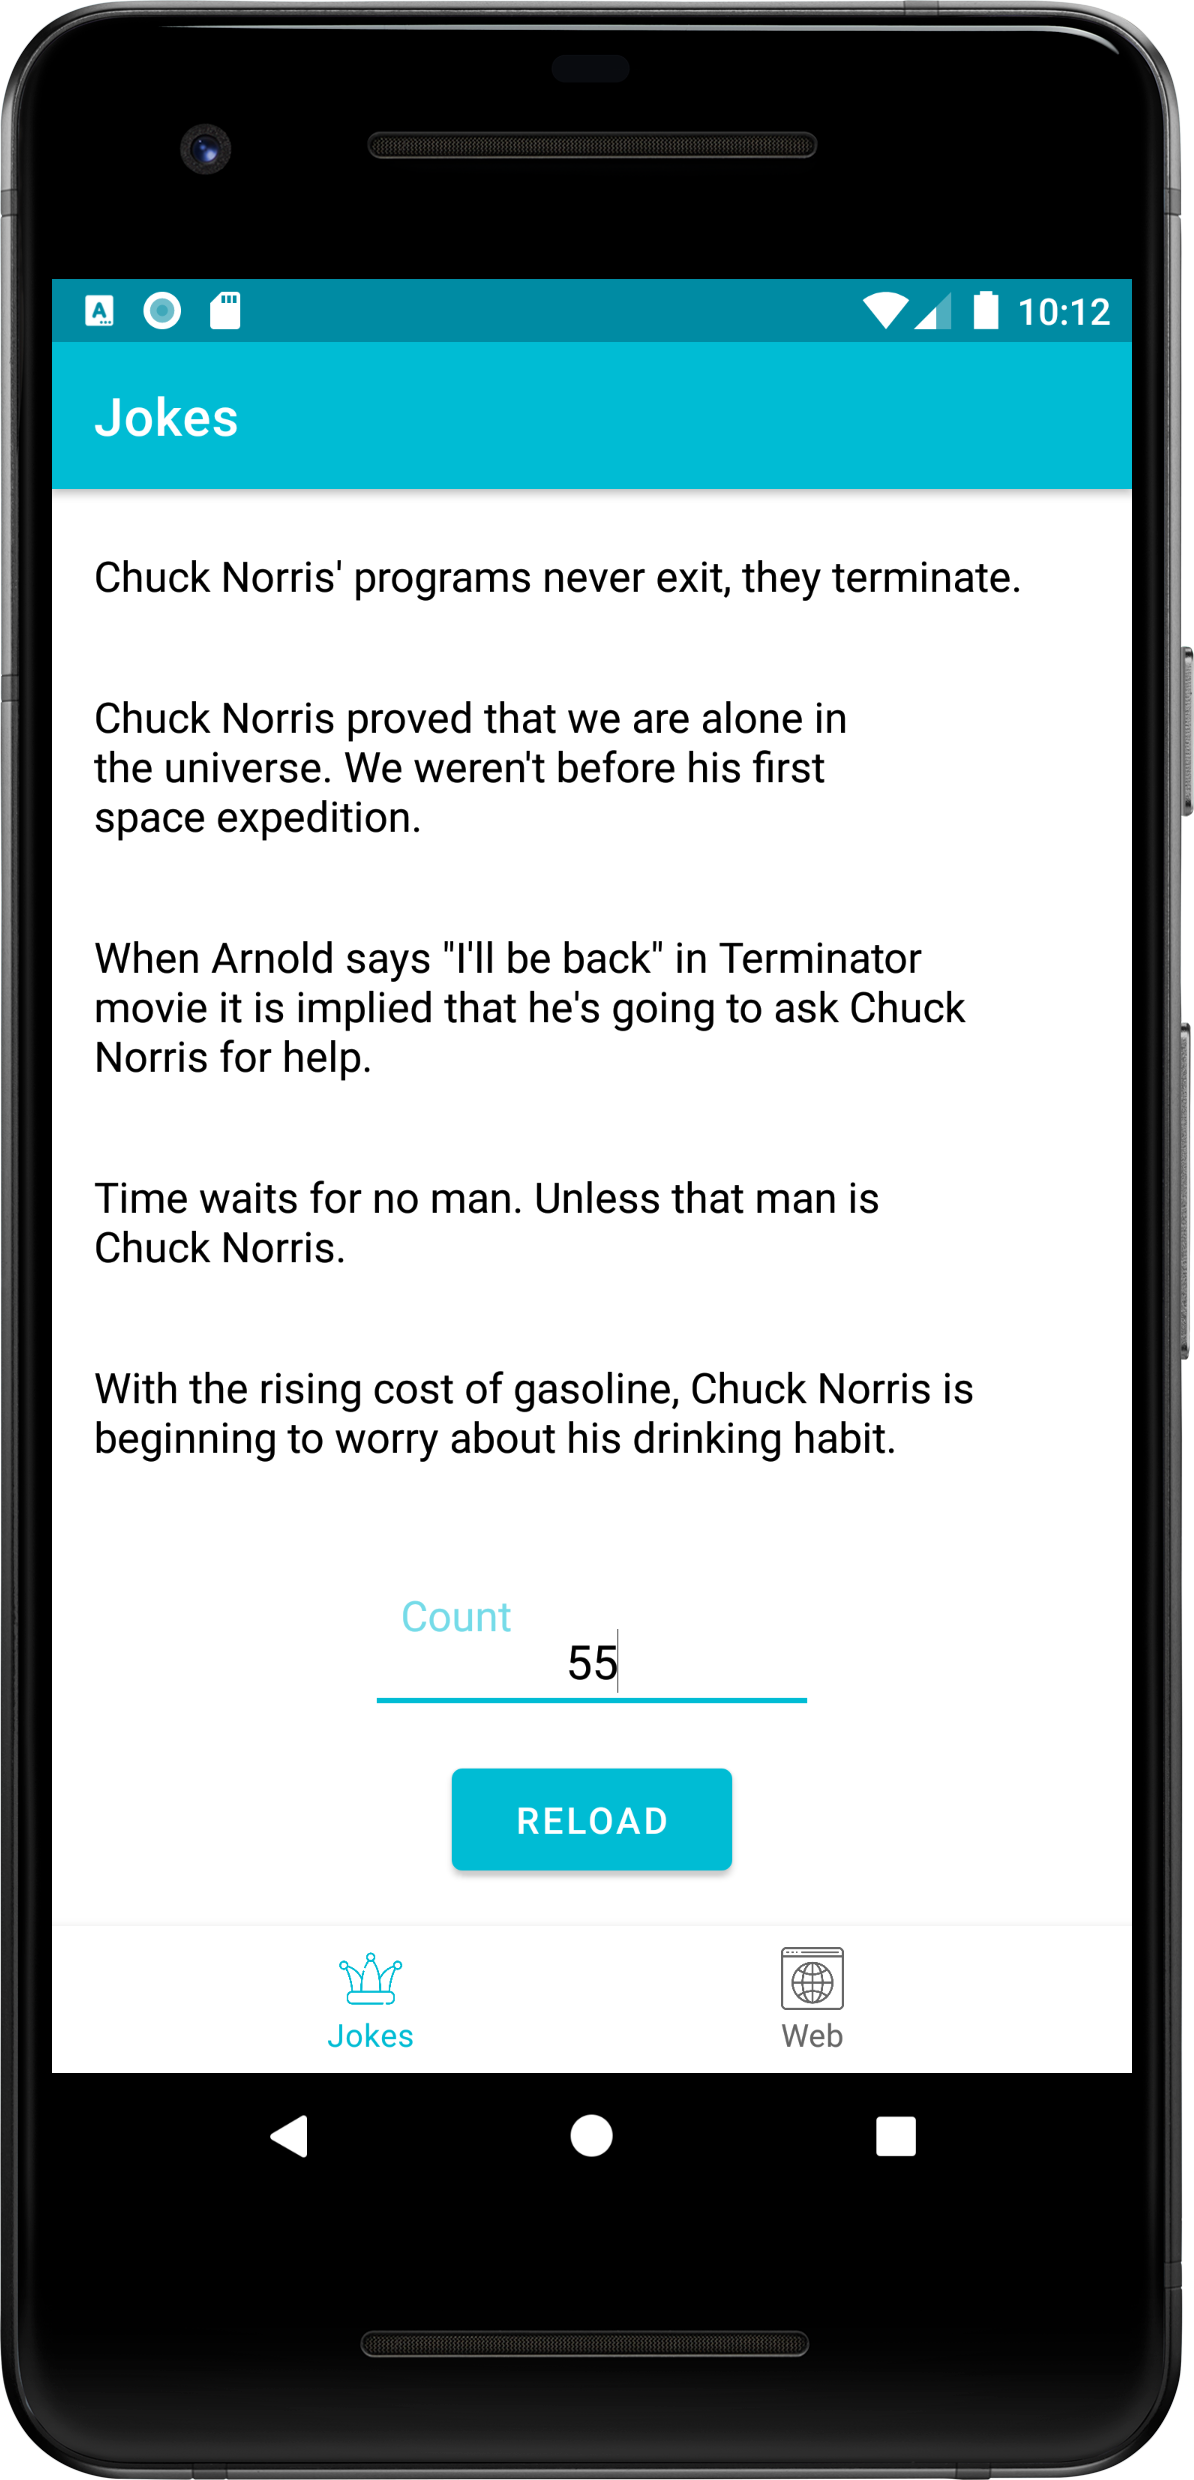 10:12
Jokes
Chuck Norris' programs never exit, they terminate.
Chuck Norris proved that we are alone in
the universe. We weren't before his first
space expedition.
When Arnold says "I'll be back" in Terminator
movie it is implied that he's going to ask Chuck
Norris for help.
Time waits for no man. Unless that man is
Chuck Norris.
With the rising cost of gasoline, Chuck Norris is
beginning to worry about his drinking habit.
Count
55
RELOAD
Jokes
Web